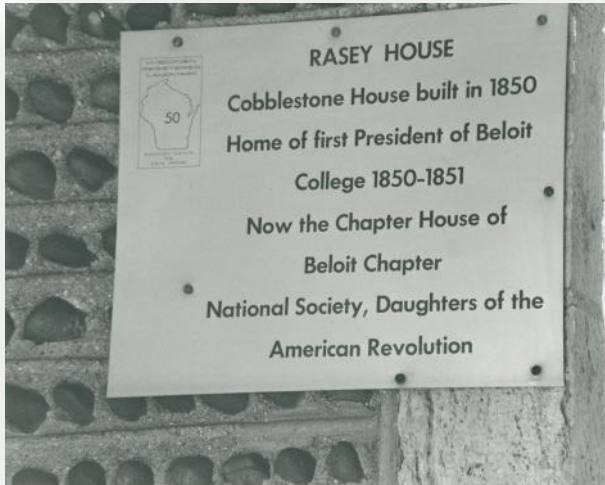 50
RASEY HOUSE
Cobblestone House built in 1850
Home of first President of Beloit
College 1850-1851
Now the Chapter House of
Beloit Chapter
National Society, Daughters of the
American Revolution